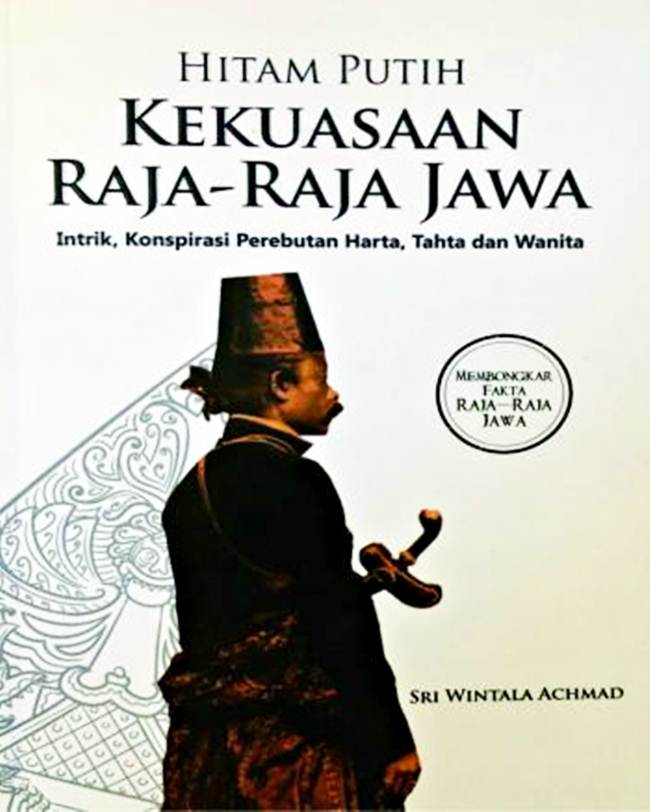 HITAM PUTIH
KEKUASAAN
RAJA-RAJA JAWA
Intrik, Konspirasi Perebutan Harta, Tahta dan Wanita
MEMBONGKAR
FAKTA
RAJA-RAJA
JAWA
SRI WINTALA ACHMAD